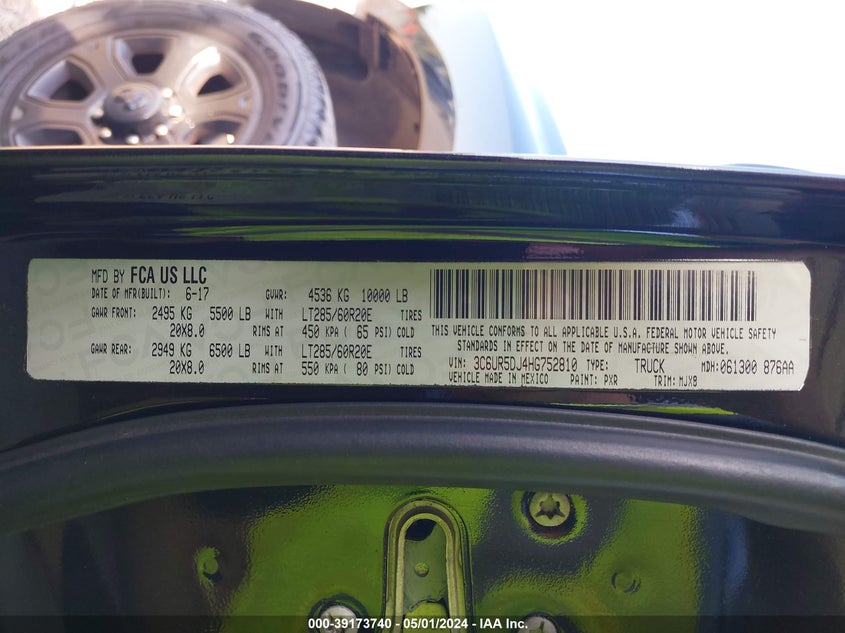 MFD BY FCA US LLC
DATE OF MFR(BUILT): 6-17 GVWR: 4536 KG 10000 LB
GAWR FRONT: 2495 KG 5500 LB WITH LT285/60R20E TIRES
20X8.0 RIMS AT 450 KPA ( 65 PSI) COLD
GAWR REAR: 2949 KG 6500 LB WITH LT285/60R20E TIRES
20X8.0 RIMS AT 550 KPA ( 80 PSI) COLD
THIS VEHICLE CONFORMS TO ALL APPLICABLE U.S.A. FEDERAL MOTOR VEHICLE SAFETY
STANDARDS IN EFFECT ON THE DATE OF MANUFACTURE SHOWN ABOVE.
VIN: 3C6UR5DJ4HG752810 TYPE: TRUCK MDH:061300 876AA
VEHICLE MADE IN MEXICO PAINT: PXR TRIM: MJX8
000-39173740 - 05/01/2024 - IAA Inc.